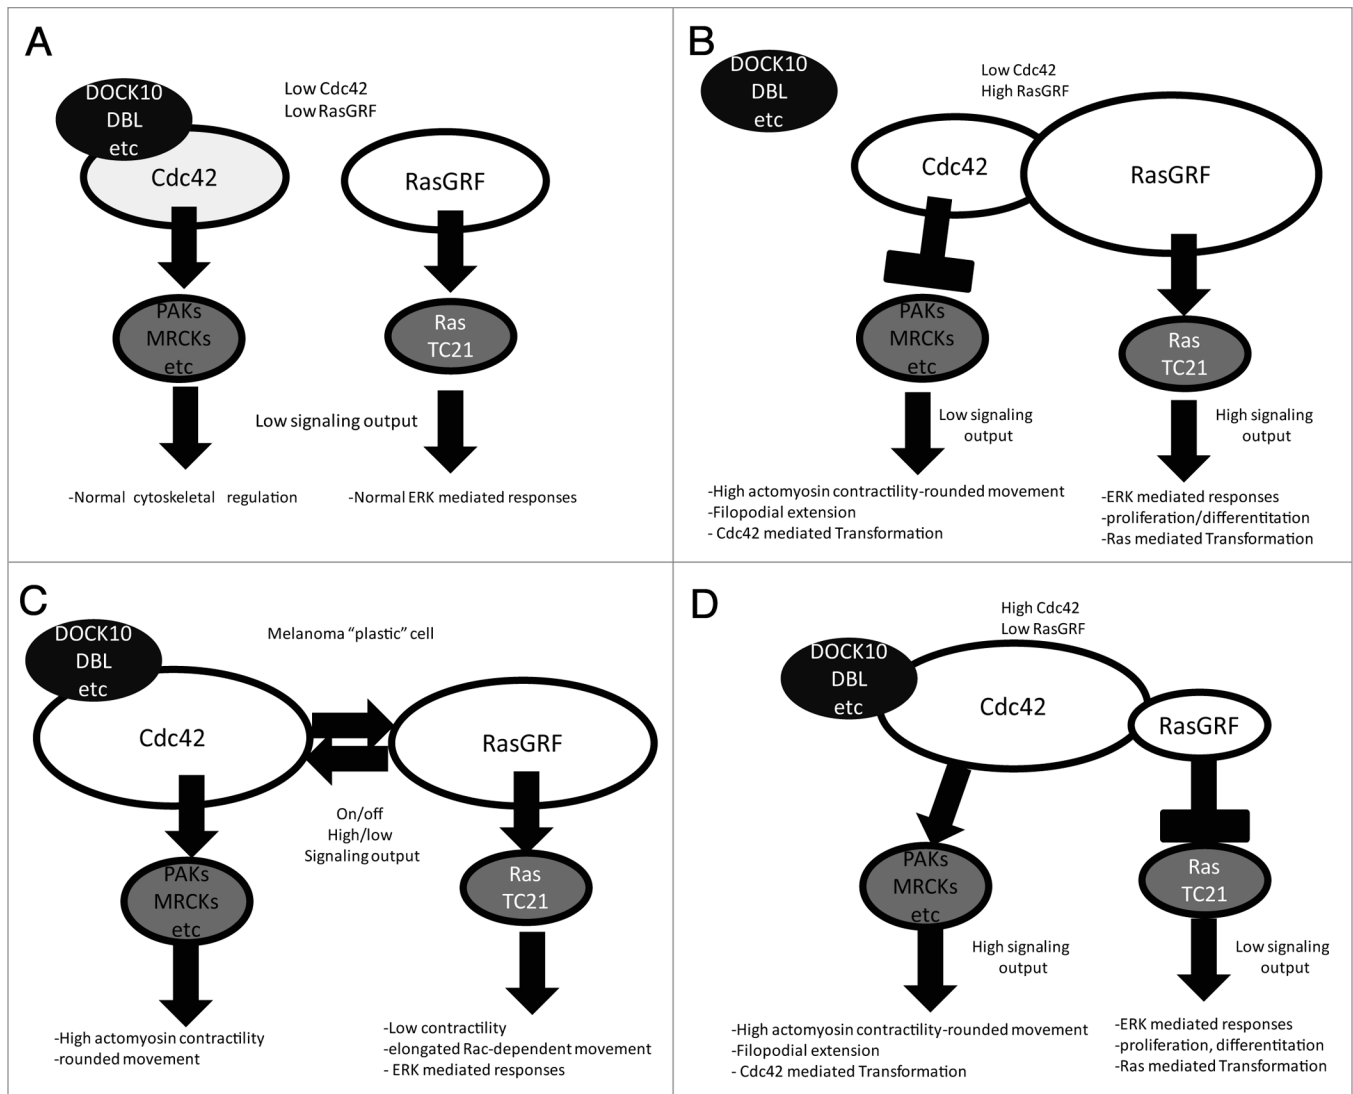 A
DOCK10
DBL
etc
Low Cdc42
Low RasGRF
Cdc42
RasGRF
PAKs
MRCKs
etc
Ras
TC21
Low signaling output
-Normal cytoskeletal regulation
-Normal ERK mediated responses
B
DOCK10
DBL
etc
Low Cdc42
High RasGRF
Cdc42
RasGRF
PAKs
MRCKs
etc
Ras
TC21
Low signaling
output
High signaling
output
-High actomyosin contractility-rounded movement
-Filopodial extension
- Cdc42 mediated Transformation
-ERK mediated responses
-proliferation/differentitation
-Ras mediated Transformation
C
DOCK10
DBL
etc
Melanoma “plastic” cell
Cdc42
RasGRF
On/off
High/low
Signaling output
PAKs
MRCKs
etc
Ras
TC21
-High actomyosin contractility
-rounded movement
-Low contractility
-elongated Rac-dependent movement
- ERK mediated responses
D
High Cdc42
Low RasGRF
DOCK10
DBL
etc
Cdc42
RasGRF
PAKs
MRCKs
etc
Ras
TC21
High signaling
output
Low signaling
output
-High actomyosin contractility-rounded movement
-Filopodial extension
- Cdc42 mediated Transformation
-ERK mediated responses
-proliferation, differentitation
-Ras mediated Transformation